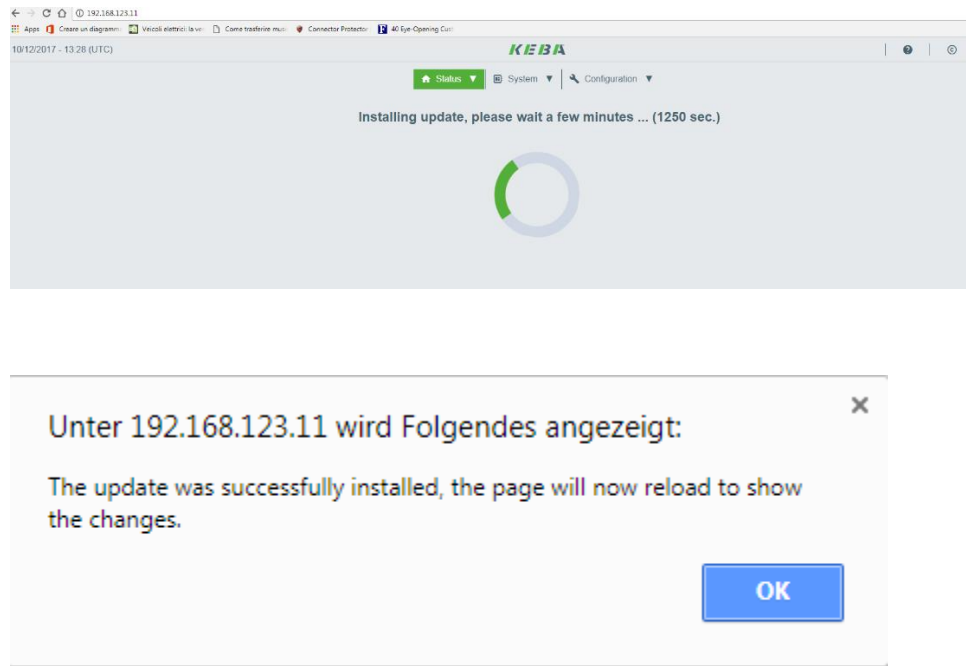 192.168.123.11
Apps Creare un diagramm Veicoli elettrici: la ve Come trasferire mus Connector Protector 40 Eye-Opening Cus
10/12/2017 - 13:28 (UTC)
KEBA
Status System Configuration
Installing update, please wait a few minutes ... (1250 sec.)
Unter 192.168.123.11 wird Folgendes angezeigt:
The update was successfully installed, the page will now reload to show
the changes.
OK